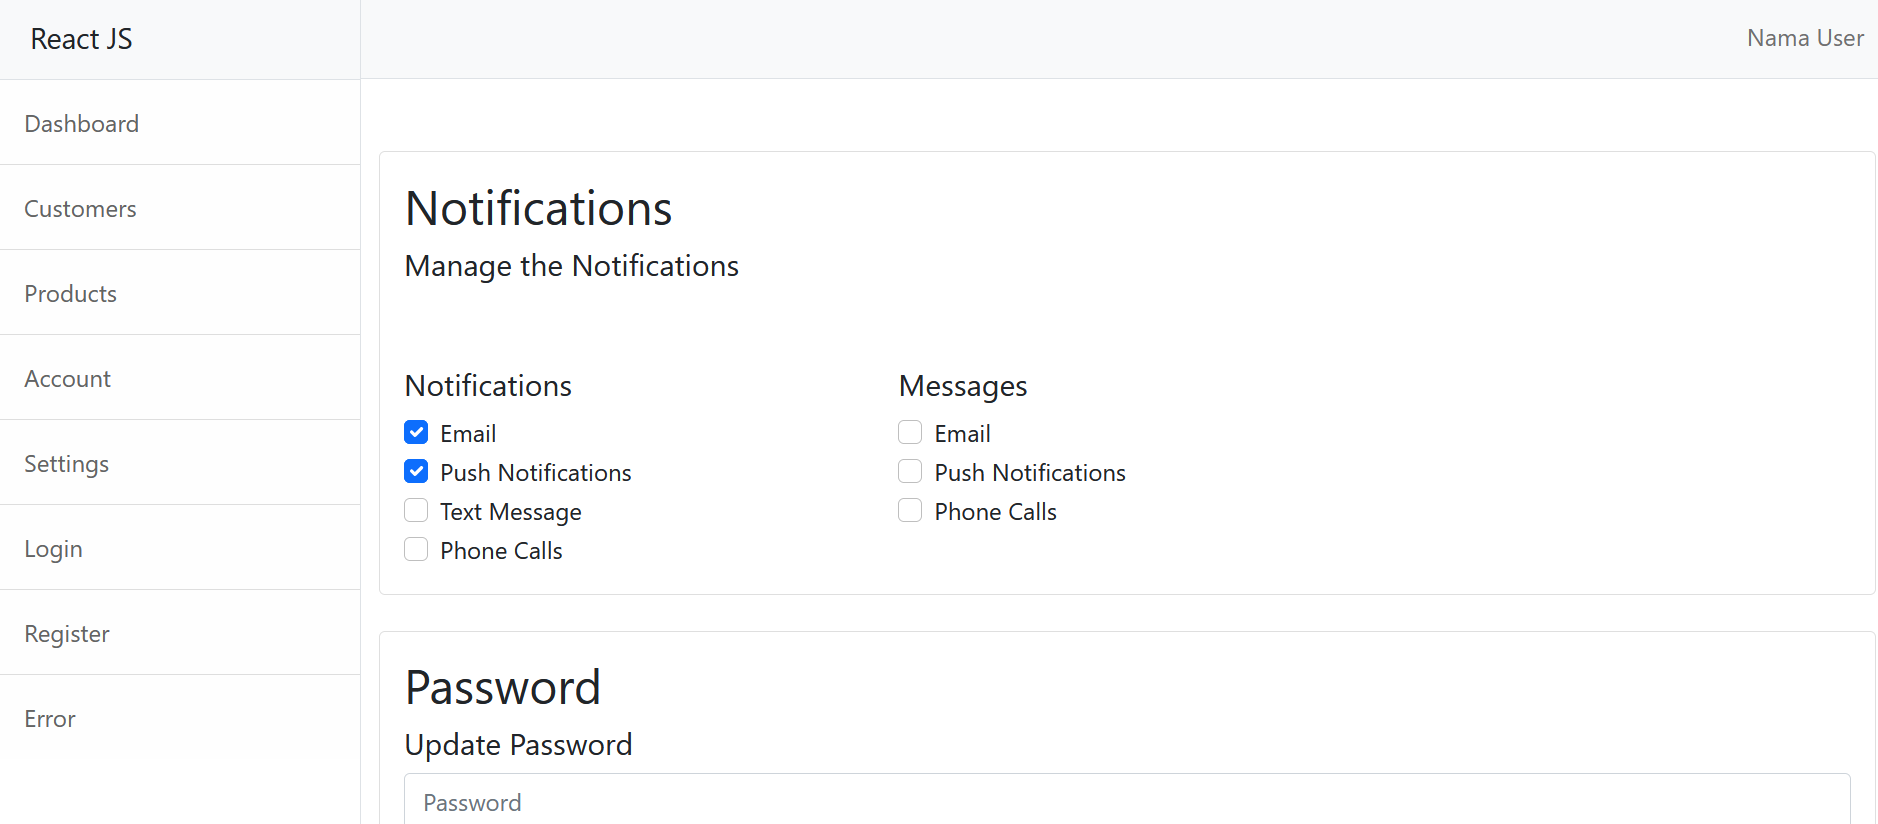 React JS
Nama User
Dashboard
Customers
Products
Account
Settings
Login
Register
Error
Notifications
Manage the Notifications
Notifications
Email
Push Notifications
Text Message
Phone Calls
Messages
Email
Push Notifications
Phone Calls
Password
Update Password
Password